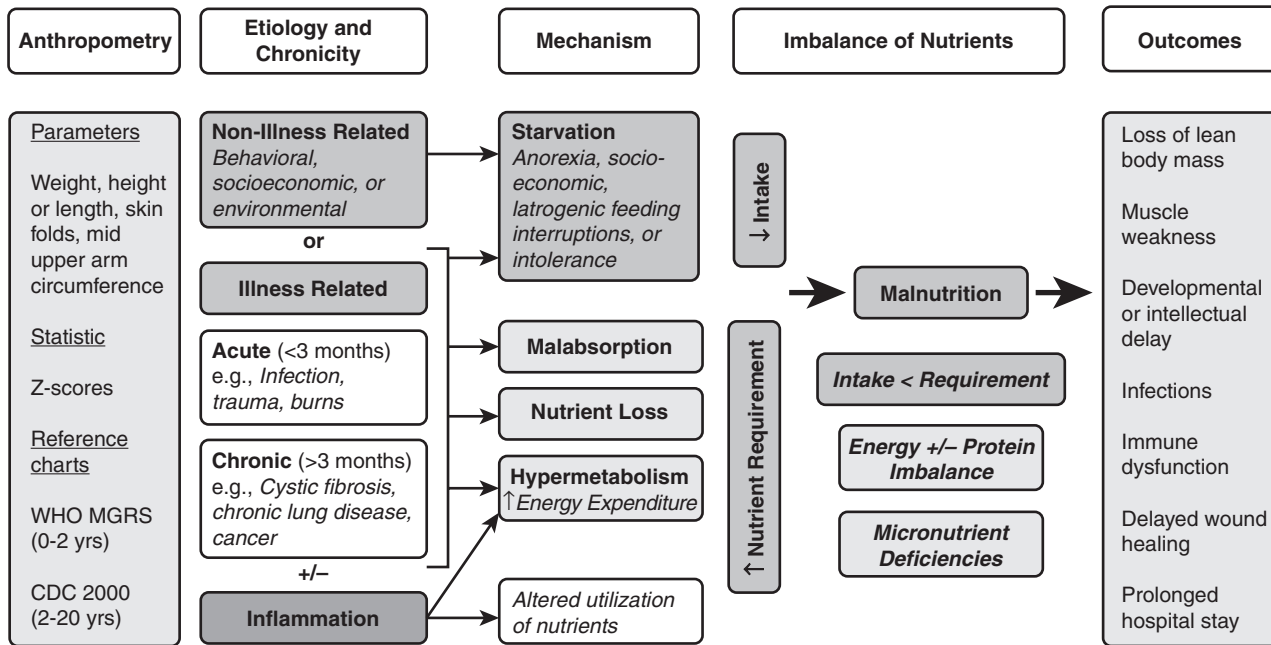 Anthropometry
Etiology and
Chronicity
Mechanism
Imbalance of Nutrients
Outcomes
Parameters
Weight, height
or length, skin
folds, mid
upper arm
circumference
Statistic
Z-scores
Reference
charts
WHO MGRS
(0-2 yrs)
CDC 2000
(2-20 yrs)
Non-Illness Related
Behavioral,
socioeconomic, or
environmental
or
Illness Related
Acute (<3 months)
e.g., Infection,
trauma, burns
Chronic (>3 months)
e.g., Cystic fibrosis,
chronic lung disease,
cancer
+/–
Inflammation
Starvation
Anorexia, socio-
economic,
Iatrogenic feeding
interruptions, or
intolerance
Malabsorption
Nutrient Loss
Hypermetabolism
↑Energy Expenditure
Altered utilization
of nutrients
↓ Intake
↑ Nutrient Requirement
Malnutrition
Intake < Requirement
Energy +/– Protein
Imbalance
Micronutrient
Deficiencies
Loss of lean
body mass
Muscle
weakness
Developmental
or intellectual
delay
Infections
Immune
dysfunction
Delayed wound
healing
Prolonged
hospital stay